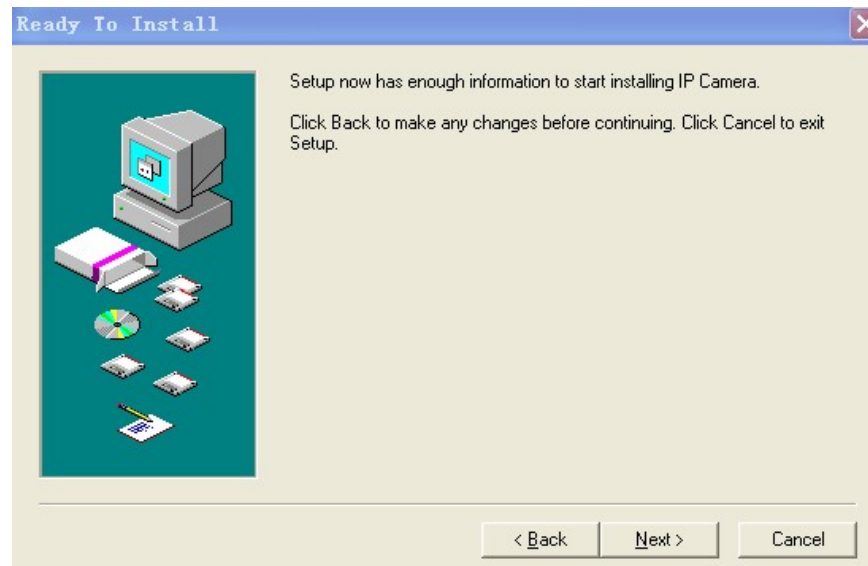 Ready To Install
Setup now has enough information to start installing IP Camera.
Click Back to make any changes before continuing. Click Cancel to exit
Setup.
< Back
Next >
Cancel